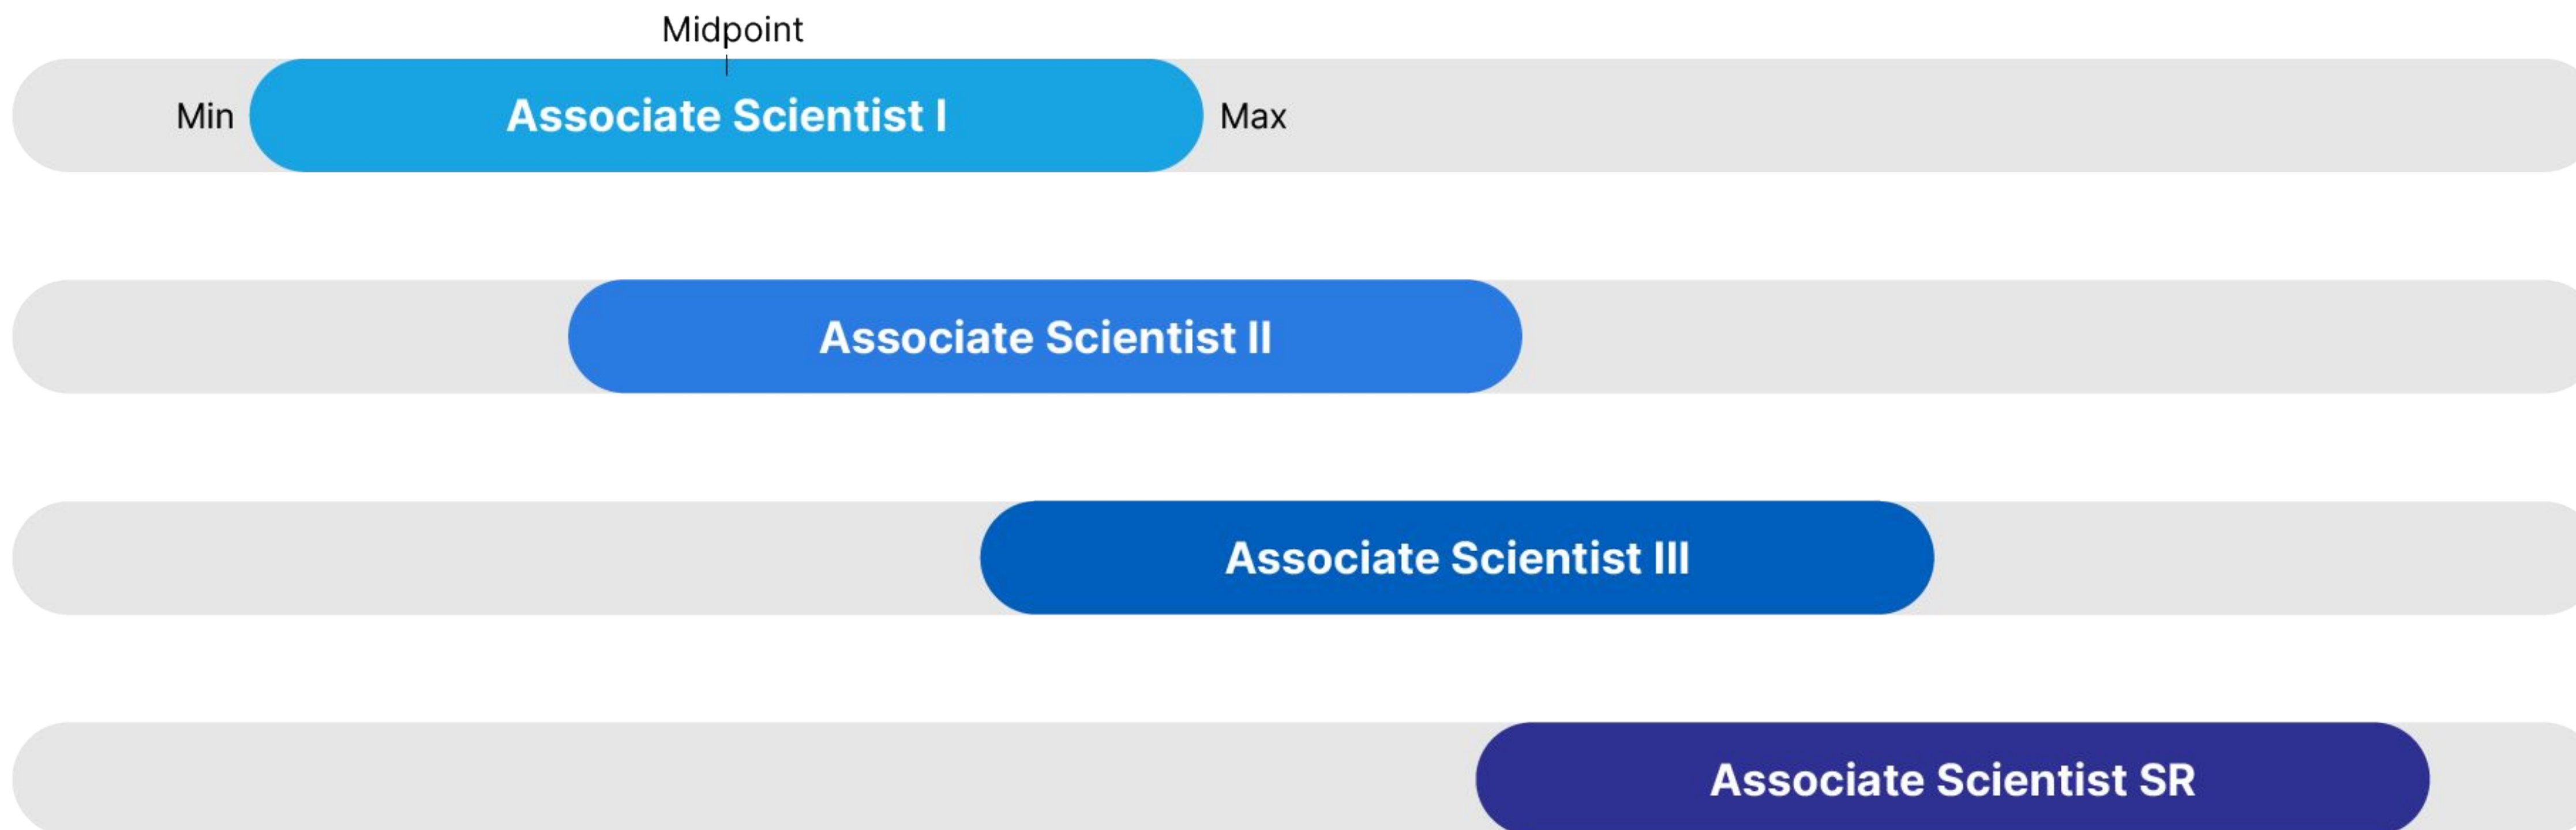 Midpoint
Min
Associate Scientist I
Max
Associate Scientist II
Associate Scientist III
Associate Scientist SR